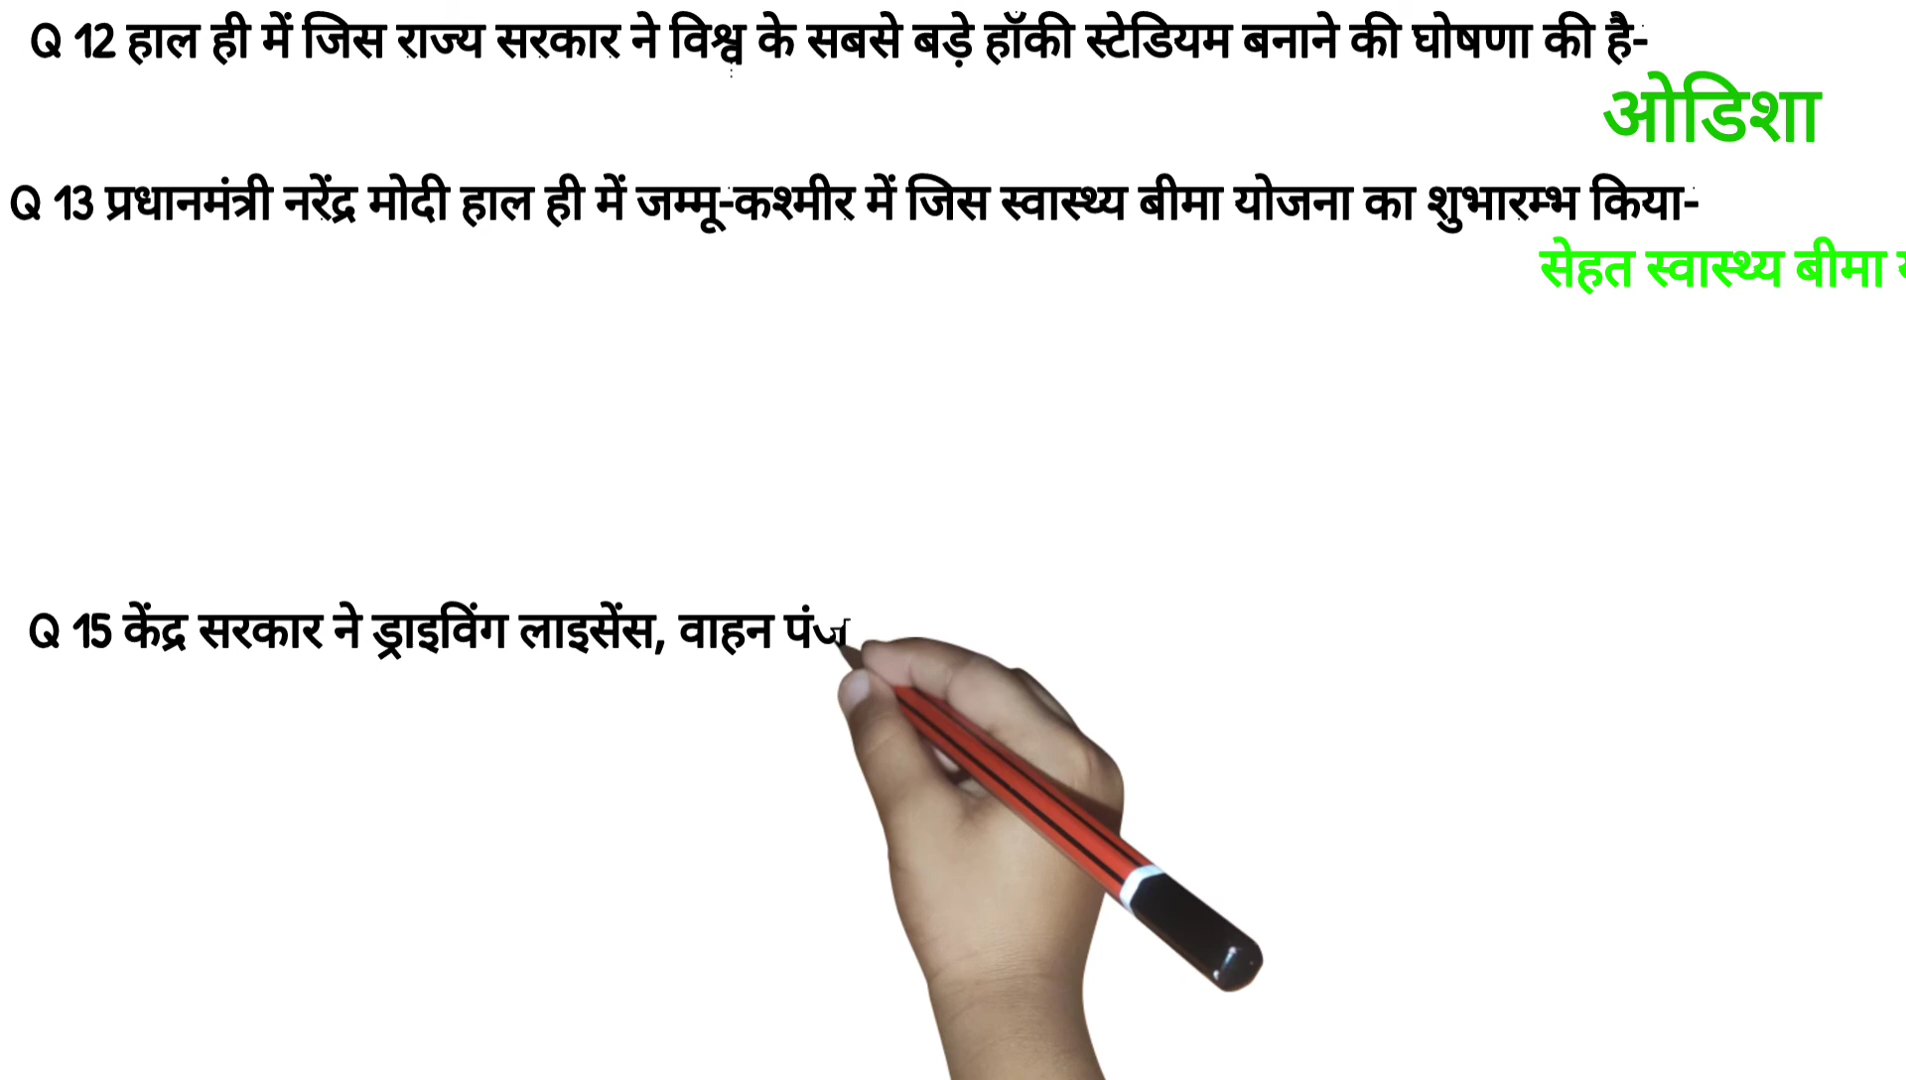 Q 12 हाल ही में जिस राज्य सरकार ने विश्व के सबसे बड़े हॉकी स्टेडियम बनाने की घोषणा की है-
ओडिशा
Q 13 प्रधानमंत्री नरेंद्र मोदी हाल ही में जम्मू-कश्मीर में जिस स्वास्थ्य बीमा योजना का शुभारम्भ किया-
सेहत स्वास्थ्य बीमा
Q 15 केंद्र सरकार ने ड्राइविंग लाइसेंस, वाहन